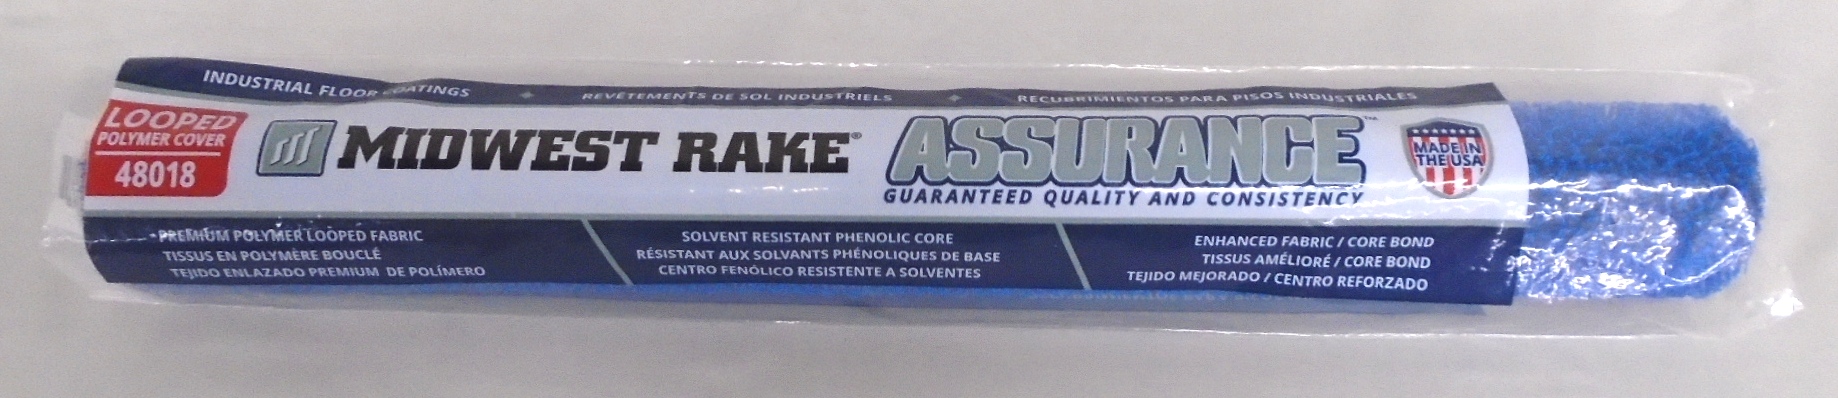 INDUSTRIAL FLOOR COATINGS
REVÊTEMENTS DE SOL INDUSTRIELS
RECUBRIMIENTOS PARA PISOS INDUSTRIALES
LOOPED
POLYMER COVER
48018
MIDWEST RAKE®
ASSURANCE™
GUARANTEED QUALITY AND CONSISTENCY
MADE IN
THE USA
PREMIUM POLYMER LOOPED FABRIC
TISSUS EN POLYMÈRE BOUCLÉ
TEJIDO ENLAZADO PREMIUM DE POLÍMERO
SOLVENT RESISTANT PHENOLIC CORE
RÉSISTANT AUX SOLVANTS PHÉNOLIQUES DE BASE
CENTRO FENÓLICO RESISTENTE A SOLVENTES
ENHANCED FABRIC / CORE BOND
TISSUS AMÉLIORÉ / CORE BOND
TEJIDO MEJORADO / CENTRO REFORZADO